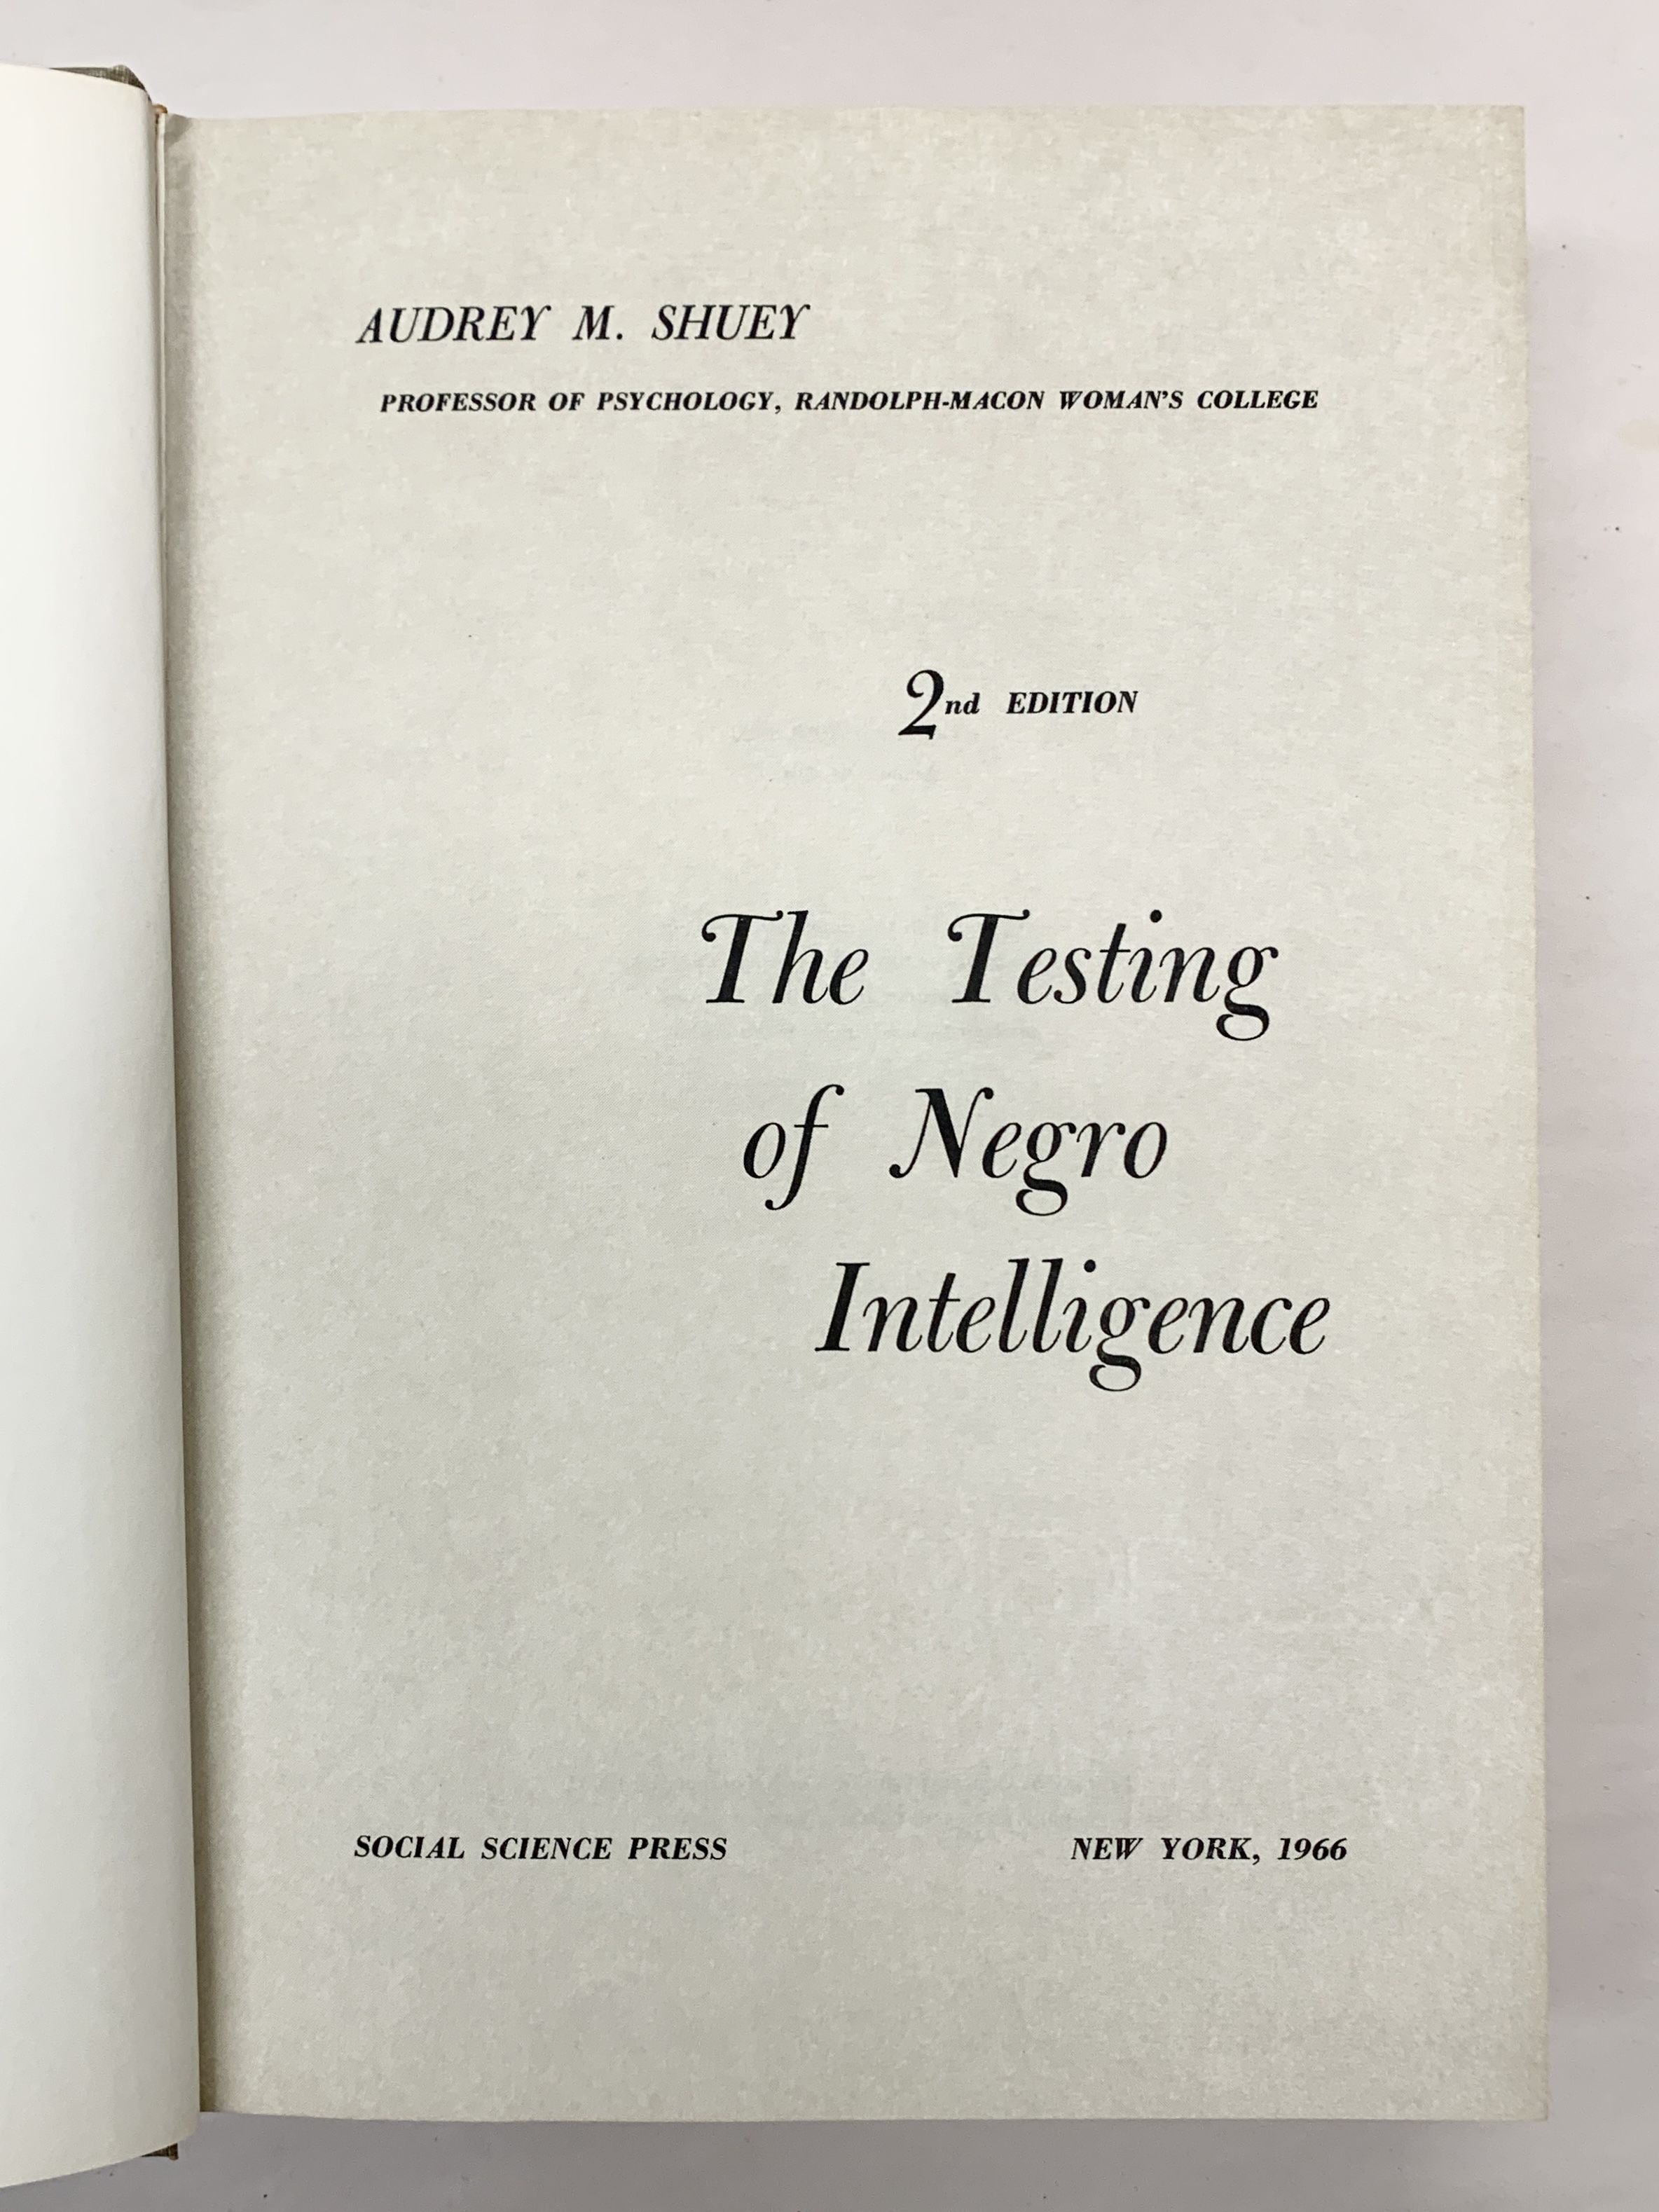 AUDREY M. SHUEY
PROFESSOR OF PSYCHOLOGY, RANDOLPH-MACON WOMAN'S COLLEGE
2nd EDITION
The Testing
of Negro
Intelligence
SOCIAL SCIENCE PRESS NEW YORK, 1966